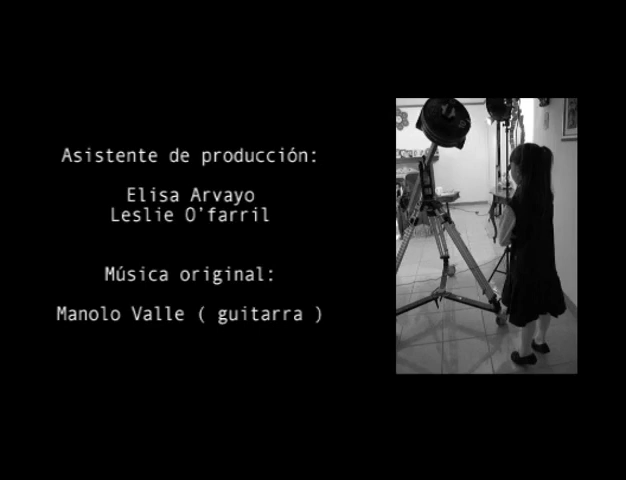 Asistente de producción:
Elisa Arvayo
Leslie O'farril
Música original:
Manolo Valle ( guitarra )